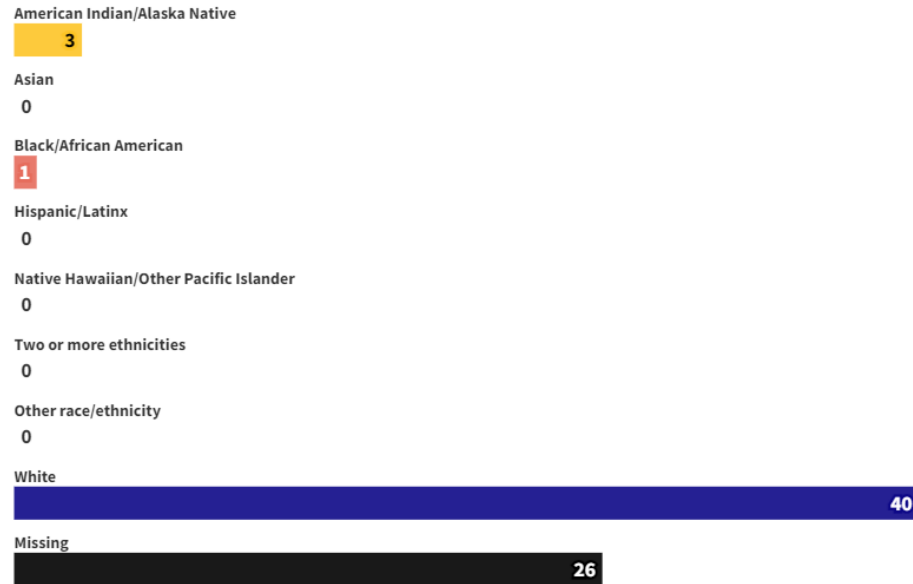 American Indian/Alaska Native
3
Asian
0
Black/African American
1
Hispanic/Latinx
0
Native Hawaiian/Other Pacific Islander
0
Two or more ethnicities
0
Other race/ethnicity
0
White
40
Missing
26